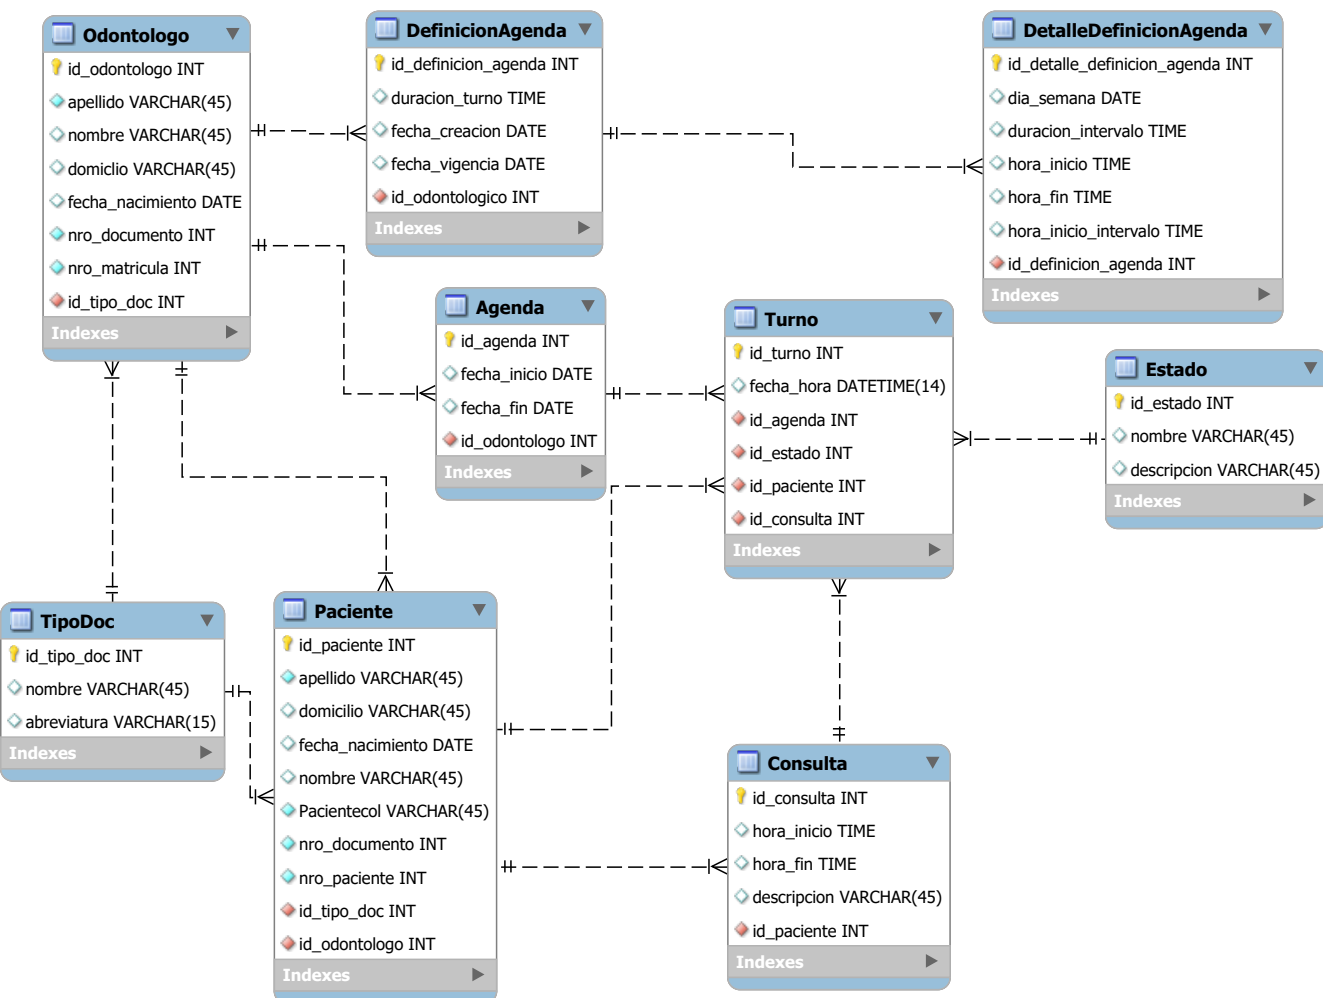 Odontologo
id_odontologo INT
apellido VARCHAR(45)
nombre VARCHAR(45)
domiclio VARCHAR(45)
fecha_nacimiento DATE
nro_documento INT
nro_matricula INT
id_tipo_doc INT
Indexes
DefinicionAgenda
id_definicion_agenda INT
duracion_turno TIME
fecha_creacion DATE
fecha_vigencia DATE
id_odontologico INT
Indexes
DetalleDefinicionAgenda
id_detalle_definicion_agenda INT
dia_semana DATE
duracion_intervalo TIME
hora_inicio TIME
hora_fin TIME
hora_inicio_intervalo TIME
id_definicion_agenda INT
Indexes
Agenda
id_agenda INT
fecha_inicio DATE
fecha_fin DATE
id_odontologo INT
Indexes
Turno
id_turno INT
fecha_hora DATETIME(14)
id_agenda INT
id_estado INT
id_paciente INT
id_consulta INT
Indexes
Estado
id_estado INT
nombre VARCHAR(45)
descripcion VARCHAR(45)
Indexes
TipoDoc
id_tipo_doc INT
nombre VARCHAR(45)
abreviatura VARCHAR(15)
Indexes
Paciente
id_paciente INT
apellido VARCHAR(45)
domicilio VARCHAR(45)
fecha_nacimiento DATE
nombre VARCHAR(45)
Pacientecol VARCHAR(45)
nro_documento INT
nro_paciente INT
id_tipo_doc INT
id_odontologo INT
Indexes
Consulta
id_consulta INT
hora_inicio TIME
hora_fin TIME
descripcion VARCHAR(45)
id_paciente INT
Indexes